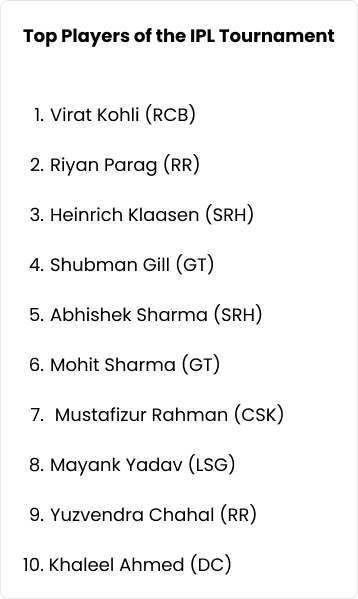 Top Players of the IPL Tournament
1. Virat Kohli (RCB)
2. Riyan Parag (RR)
3. Heinrich Klaasen (SRH)
4. Shubman Gill (GT)
5. Abhishek Sharma (SRH)
6. Mohit Sharma (GT)
7. Mustafizur Rahman (CSK)
8. Mayank Yadav (LSG)
9. Yuzvendra Chahal (RR)
10. Khaleel Ahmed (DC)